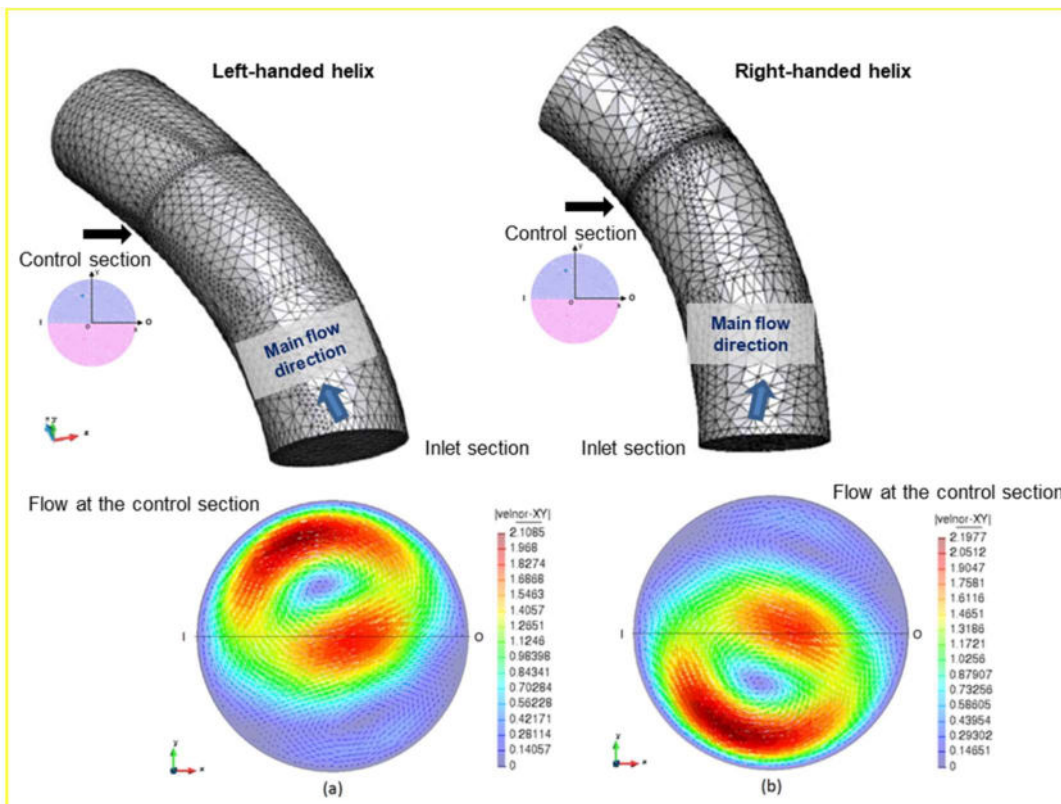 Left-handed helix
Right-handed helix
Control section
Control section
Y
I
O
Y
I
O
Main flow
direction
Main flow
direction
x
Inlet section
Inlet section
Flow at the control section
Flow at the control section
|velnor-XY|
2.1085
1.968
1.8274
1.6868
1.5463
1.4057
1.2651
1.1246
0.98398
0.84341
0.70284
0.56228
0.42171
0.28114
0.14057
0
I
O
y
x
(a)
|velnor-XY|
2.1977
2.0512
1.9047
1.7581
1.6116
1.4651
1.3186
1.1721
1.0256
0.87907
0.73256
0.58605
0.43954
0.29302
0.14651
0
I
O
y
x
(b)